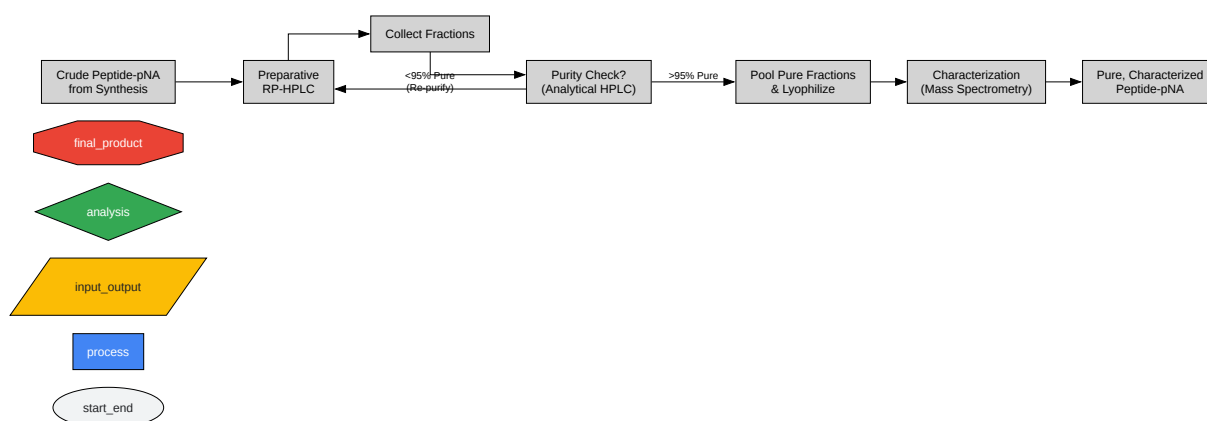 Collect Fractions
Crude Peptide-pNA
from Synthesis
Preparative
RP-HPLC
<95% Pure
(Re-purify)
Purity Check?
(Analytical HPLC)
>95% Pure
Pool Pure Fractions
& Lyophilize
Characterization
(Mass Spectrometry)
Pure, Characterized
Peptide-pNA
final_product
analysis
input_output
process
start_end